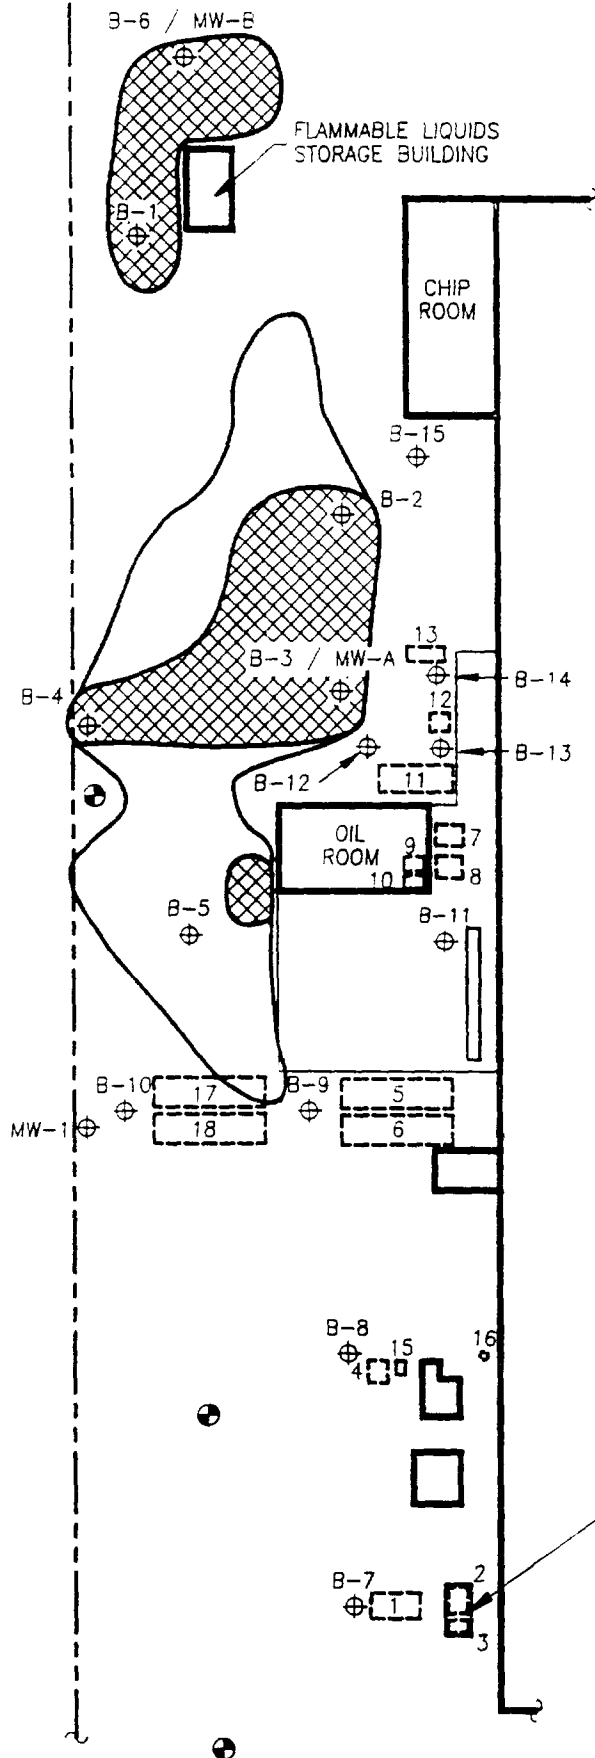 B-6 / MW-B
FLAMMABLE LIQUIDS
STORAGE BUILDING
B-1
CHIP
ROOM
B-15
B-2
13
B-3 / MW-A
B-14
B-4
12
B-13
B-12
11
OIL
ROOM
9
7
10
8
B-5
B-11
B-10
17
B-9
5
MW-1
18
6
B-8
15
16
4
B-7
1
2
3